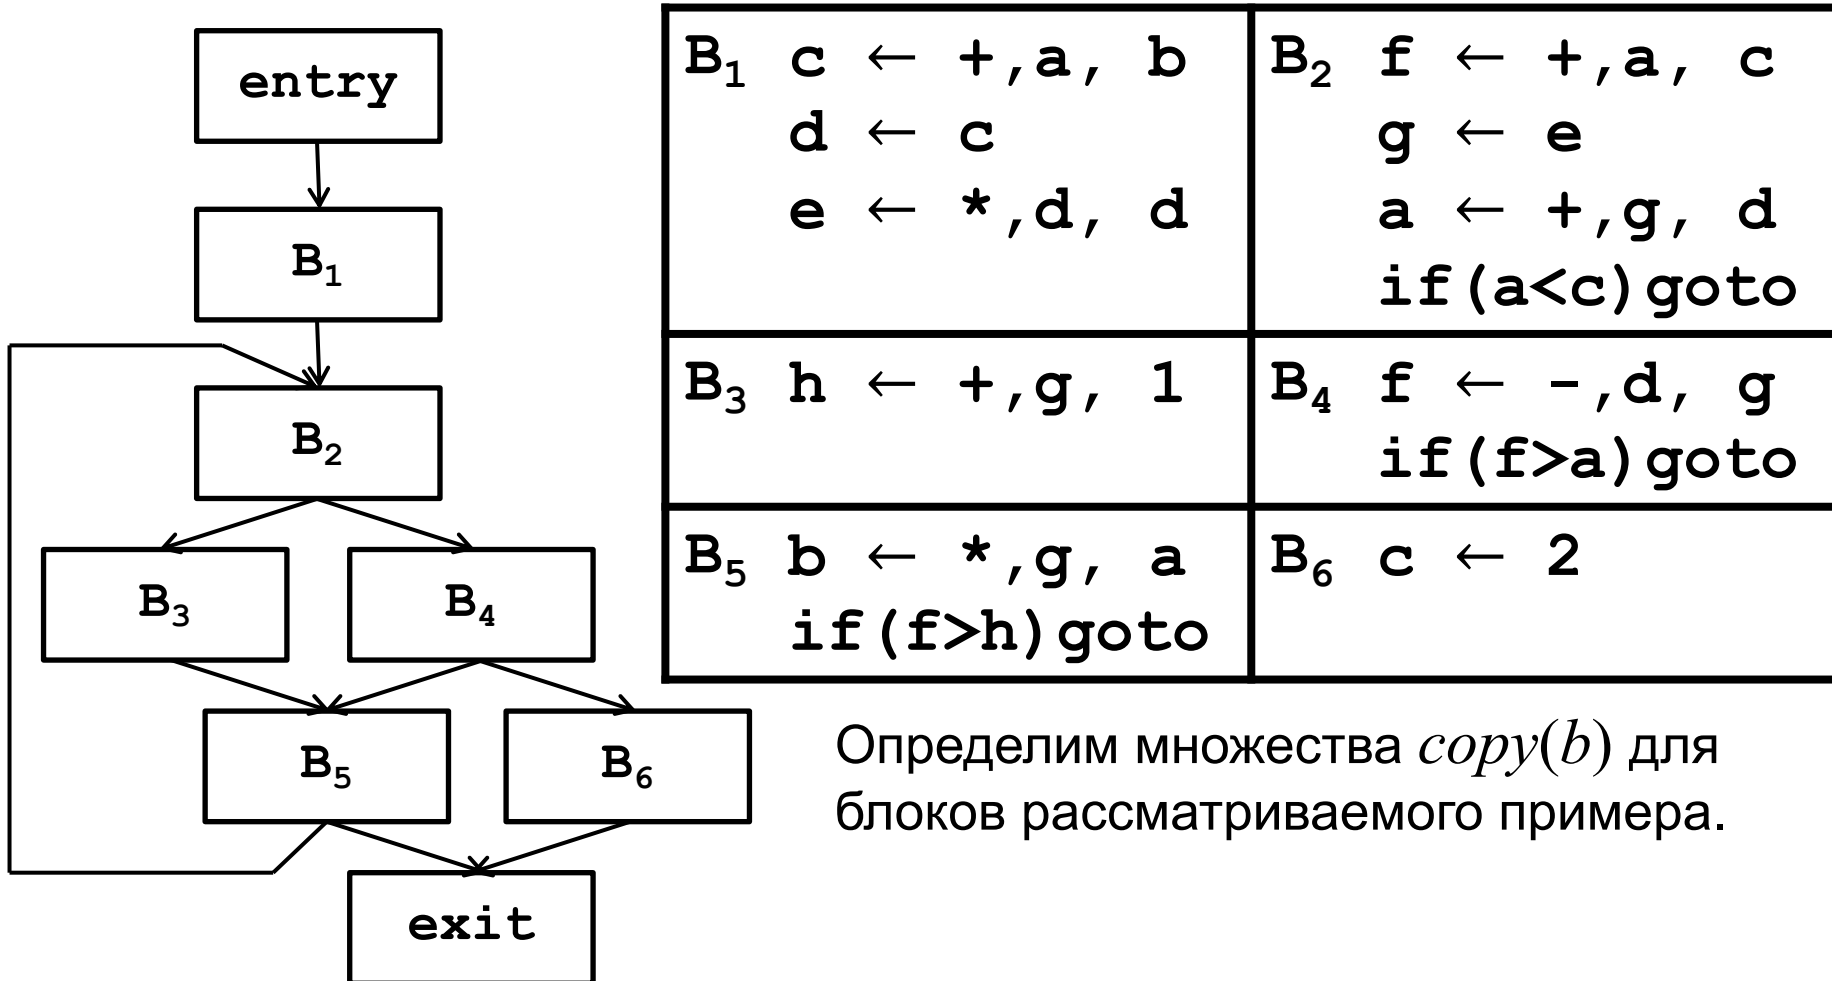 entry
B₁
B₂
B₃ B₄
B₅ B₆
exit
B₁ c ← +,a, b
d ← c
e ← *,d, d
B₂ f ← +,a, c
g ← e
a ← +,g, d
if(a<c)goto
B₃ h ← +,g, 1
B₄ f ← -,d, g
if(f>a)goto
B₅ b ← *,g, a
if(f>h)goto
B₆ c ← 2
Определим множества copy(b) для
блоков рассматриваемого примера.